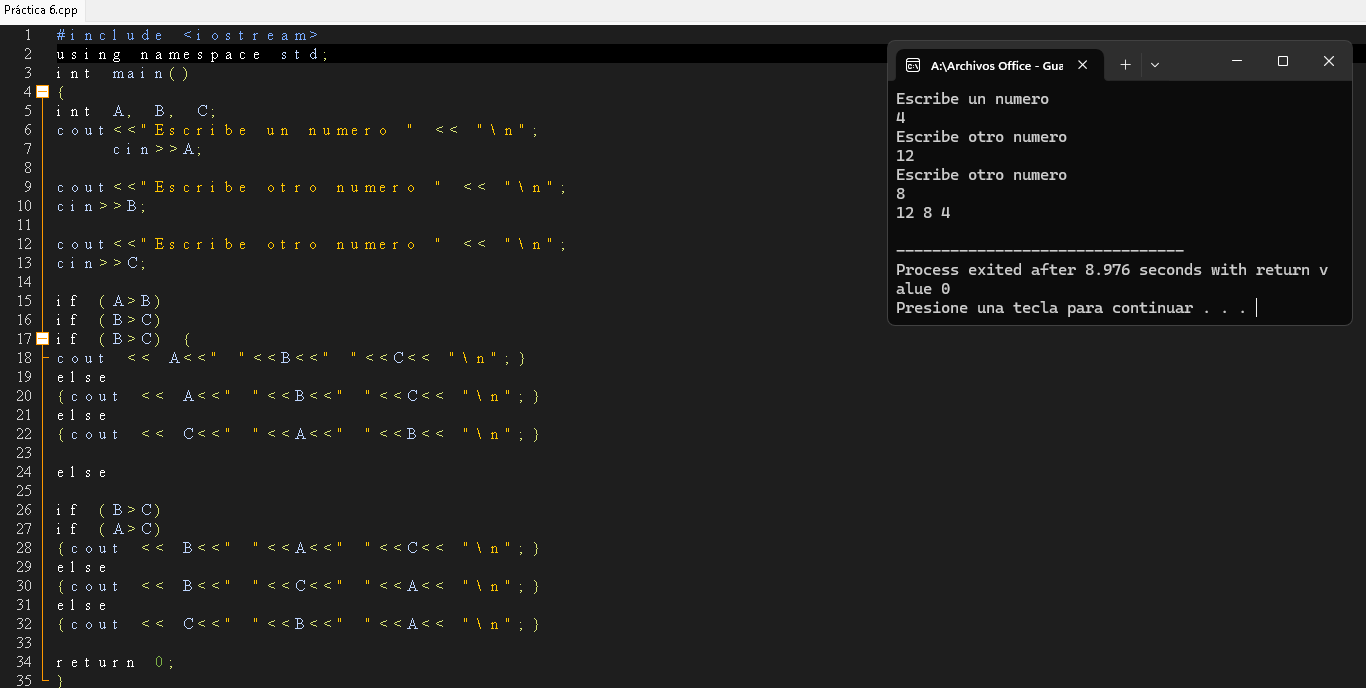 Práctica 6.cpp
1 #include <iostream>
2 using namespace std;
3 int main()
4 {
5 int A, B, C;
6 cout<<"Escribe un numero " << "\n";
7 cin>>A;
8
9 cout<<"Escribe otro numero " << "\n";
10 cin>>B;
11
12 cout<<"Escribe otro numero " << "\n";
13 cin>>C;
14
15 if (A>B)
16 if (B>C)
17 if (B>C) {
18 cout << A<<" "<<B<<" "<<C<< "\n";}
19 else
20 {cout << A<<" "<<B<<" "<<C<< "\n";}
21 else
22 {cout << C<<" "<<A<<" "<<B<< "\n";}
23
24 else
25
26 if (B>C)
27 if (A>C)
28 {cout << B<<" "<<A<<" "<<C<< "\n";}
29 else
30 {cout << B<<" "<<C<<" "<<A<< "\n";}
31 else
32 {cout << C<<" "<<B<<" "<<A<< "\n";}
33
34 return 0;
35 }
A:\Archivos Office - Gua
Escribe un numero
4
Escribe otro numero
12
Escribe otro numero
8
12 8 4
--------------------------------
Process exited after 8.976 seconds with return v
alue 0
Presione una tecla para continuar . . .